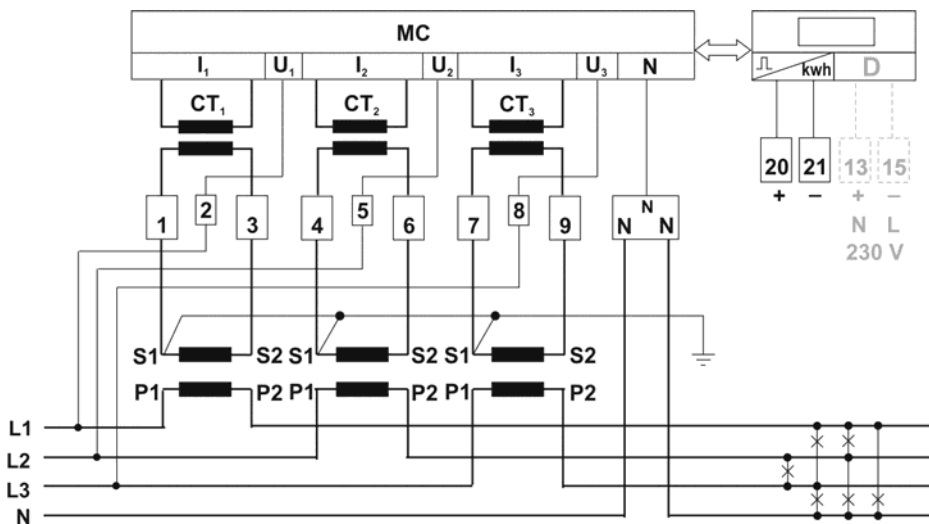 MC
I₁ U₁ I₂ U₂ I₃ U₃ N
kwh D
CT₁ CT₂ CT₃
20 21 13 15
+ – + –
N L
230 V
1 2 3 4 5 6 7 8 9 N N N
S1 S2 S1 S2 S1 S2
P1 P2 P1 P2 P1 P2
L1
L2
L3
N